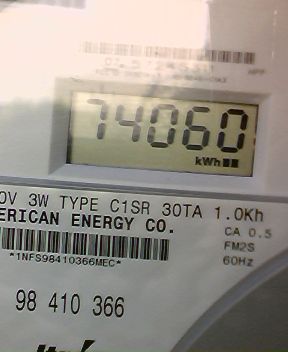 74060
kWh
0V 3W TYPE C1SR 30TA 1.0Kh
ERICAN ENERGY CO.
CA 0.5
FM2S
60Hz
*1NFS98410366MEC*
98 410 366